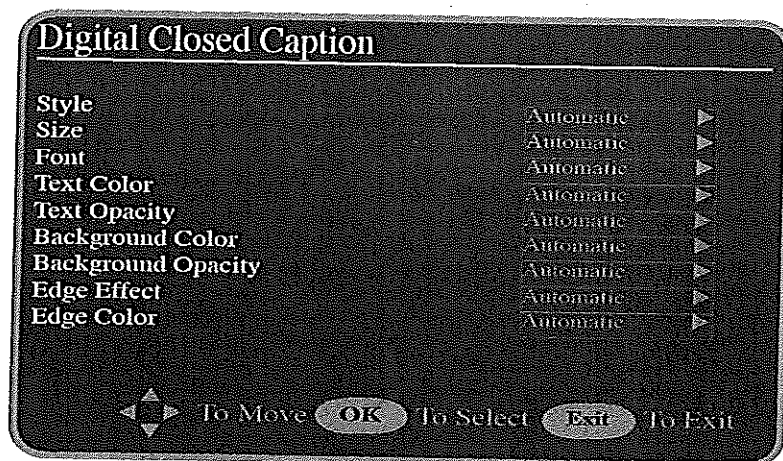 Digital Closed Caption
Style Automatic
Size Automatic
Font Automatic
Text Color Automatic
Text Opacity Automatic
Background Color Automatic
Background Opacity Automatic
Edge Effect Automatic
Edge Color Automatic
To Move OK To Select Exit To Exit